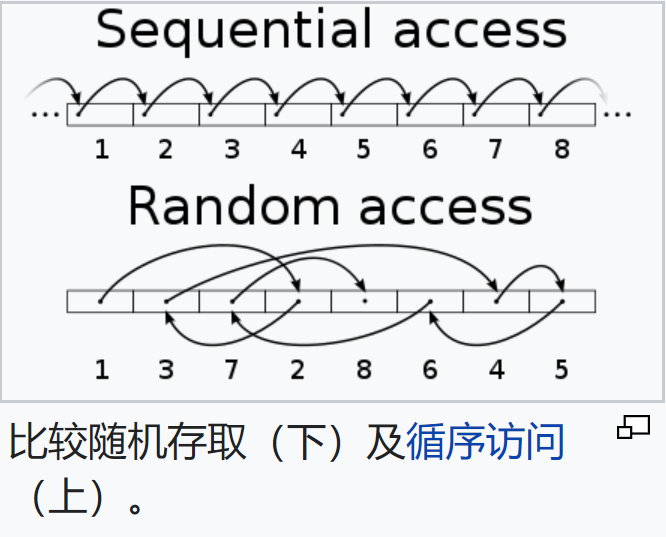 Sequential access
... ...
1 2 3 4 5 6 7 8
Random access
1 3 7 2 8 6 4 5
比较随机存取（下）及循序访问
（上）。